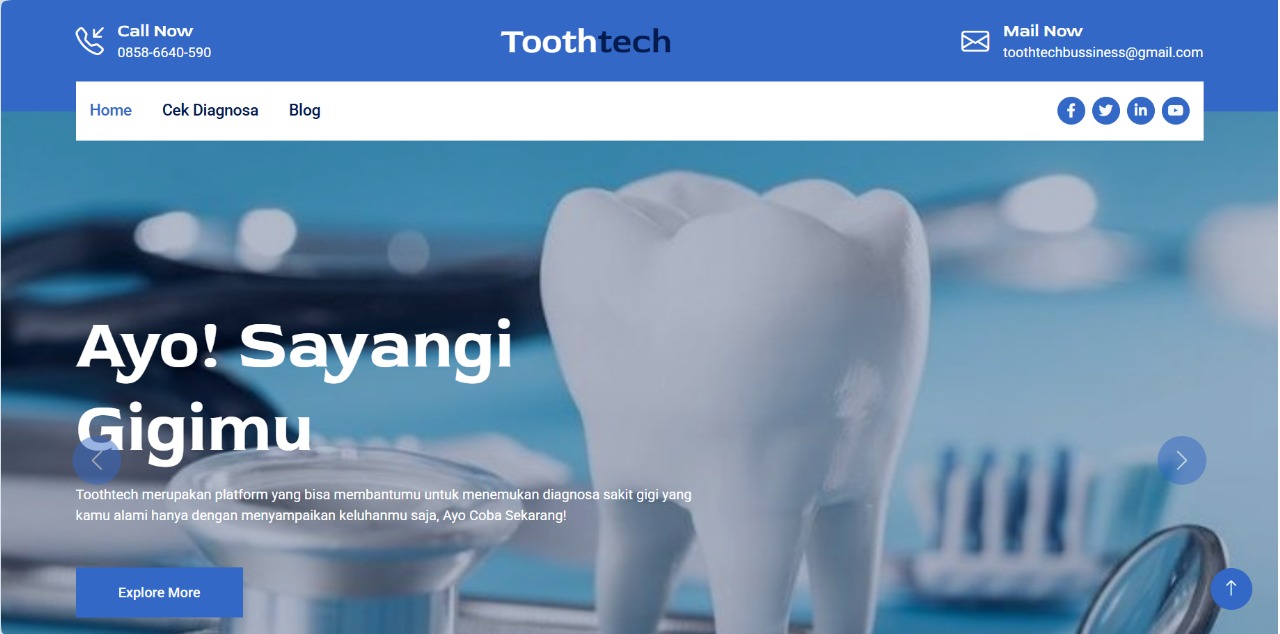 Call Now
0858-6640-590
Toothtech
Mail Now
toothtechbussiness@gmail.com
Home
Cek Diagnosa
Blog
Ayo! Sayangi
Gigimu
Toothtech merupakan platform yang bisa membantumu untuk menemukan diagnosa sakit gigi yang
kamu alami hanya dengan menyampaikan keluhanmu saja, Ayo Coba Sekarang!
Explore More